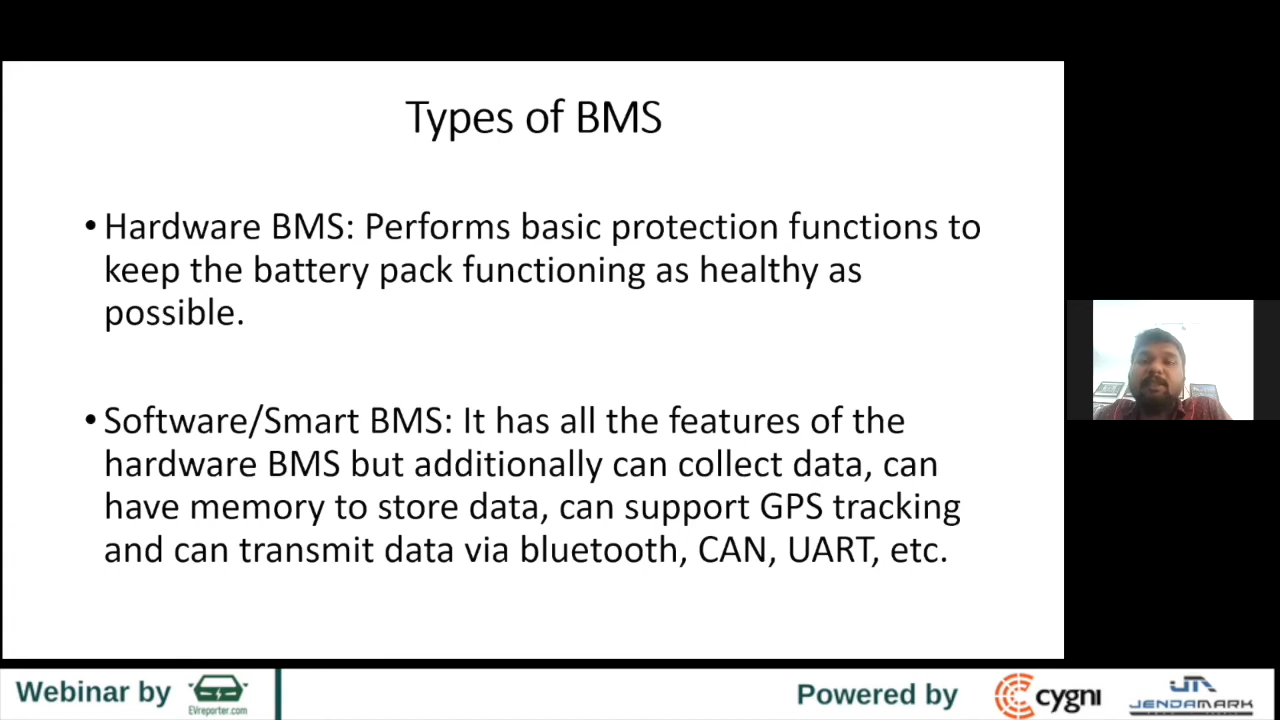 Types of BMS
• Hardware BMS: Performs basic protection functions to
keep the battery pack functioning as healthy as
possible.
• Software/Smart BMS: It has all the features of the
hardware BMS but additionally can collect data, can
have memory to store data, can support GPS tracking
and can transmit data via bluetooth, CAN, UART, etc.
Webinar by
EVreporter.com
Powered by
cygni
JENDAMARK